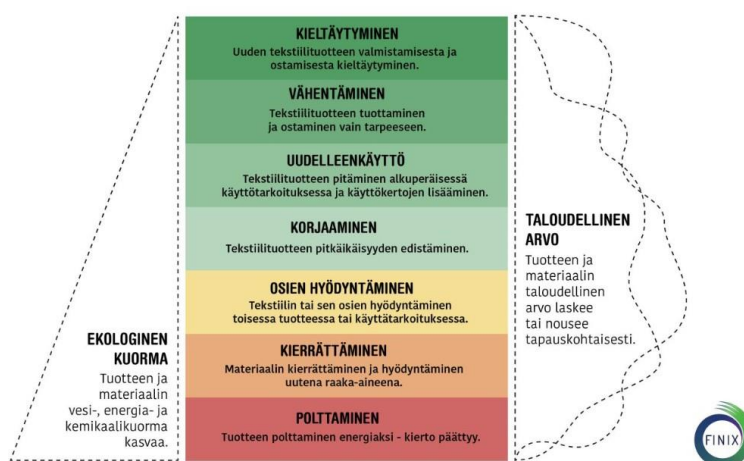 KIELTÄYTYMINEN
Uuden tekstiilituotteen valmistamisesta ja
ostamisesta kieltäytyminen.
VÄHENTÄMINEN
Tekstiilituotteen tuottaminen
ja ostaminen vain tarpeeseen.
UUDELLEENKÄYTTÖ
Tekstiilituotteen pitäminen alkuperäisessä
käyttötarkoituksessa ja käyttökertojen lisääminen.
KORJAAMINEN
Tekstiilituotteen pitkäikäisyyden edistäminen.
OSIEN HYÖDYNTÄMINEN
Tekstiilin tai sen osien hyödyntäminen
toisessa tuotteessa tai käyttätarkoituksessa.
KIERRÄTTÄMINEN
Materiaalin kierrättäminen ja hyödyntäminen
uutena raaka-aineena.
POLTTAMINEN
Tuotteen polttaminen energiaksi - kierto päättyy.
EKOLOGINEN
KUORMA
Tuotteen ja
materiaalin
vesi-, energia- ja
kemikaalikuorma
kasvaa.
TALOUDELLINEN
ARVO
Tuotteen ja
materiaalin
taloudellinen
arvo laskee
tai nousee
tapauskohtaisesti.
FINIX